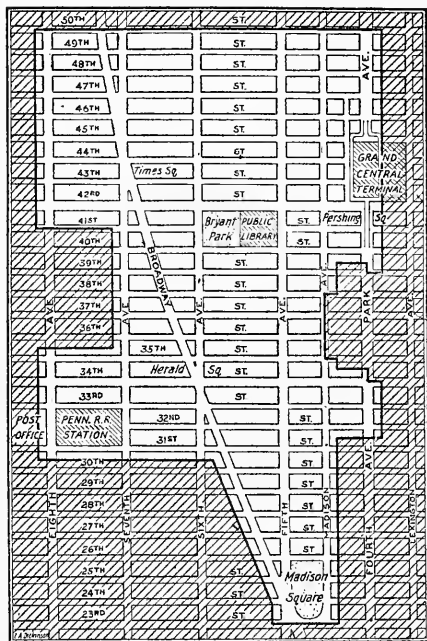 50TH ST.
49TH ST.
48TH ST.
47TH ST.
46TH ST.
45TH ST.
44TH ST
43RD Times Sq. ST.
42RD ST.
41ST ST.
40TH ST.
39TH ST.
38TH ST.
37TH ST.
36TH ST.
35TH ST.
34TH Herald Sq ST.
33RD ST.
32ND ST.
31ST ST.
30TH ST
29TH ST
28TH ST
27TH ST
26TH ST
25TH ST.
24TH ST.
23RD ST.
AVE.
GRAND
CENTRAL
TERMINAL
Pershing Sq
Bryant
Park
PUBLIC
LIBRARY
BROADWAY
AVE
AVE
AVE.
AVE.
AVE.
PARK
AVE.
POST
OFFICE
PENN. R.R.
STATION
EIGHTH
SEVENTH
SIXTH
FIFTH
MADISON
FOURTH AVE.
LEXINGTON
Madison
Square